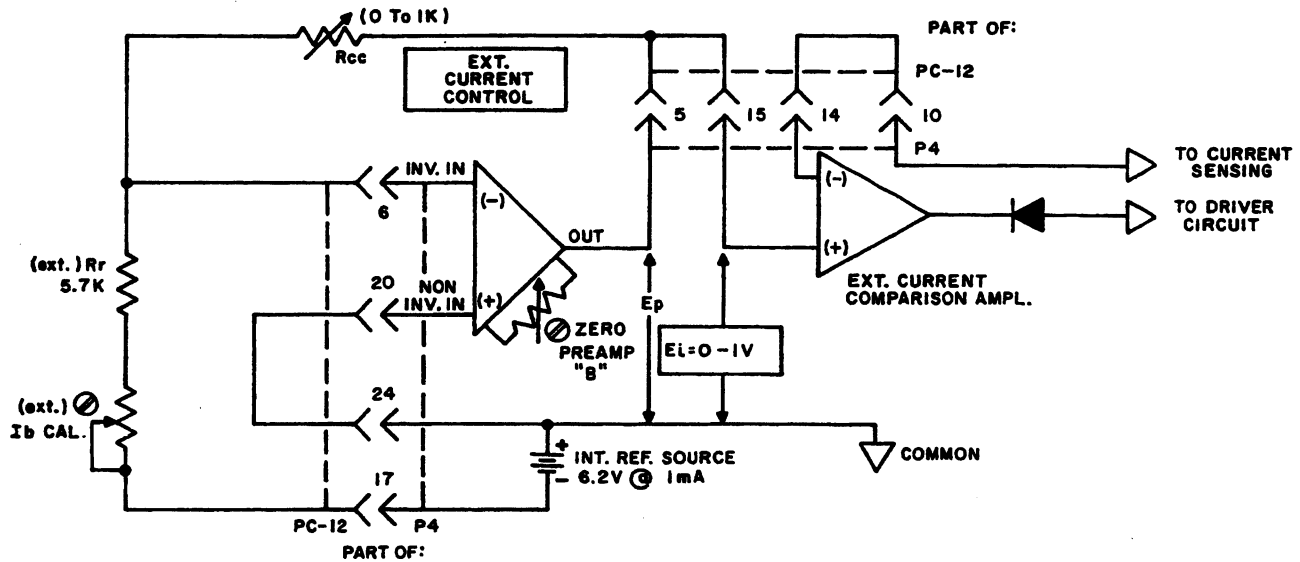 (0 To 1K)
Rcc
EXT.
CURRENT
CONTROL
PART OF:
PC-12
5
15
14
10
P4
TO CURRENT
SENSING
INV. IN
(-)
(-)
6
OUT
TO DRIVER
CIRCUIT
(+)
(ext.) Rr
5.7K
20
NON
INV. IN
(+)
EXT. CURRENT
COMPARISON AMPL.
Ep
ZERO
PREAMP
"B"
Ei=0-1V
24
(ext.)
Ib CAL.
+
INT. REF. SOURCE
- 6.2V @ 1mA
COMMON
17
PC-12
P4
PART OF: